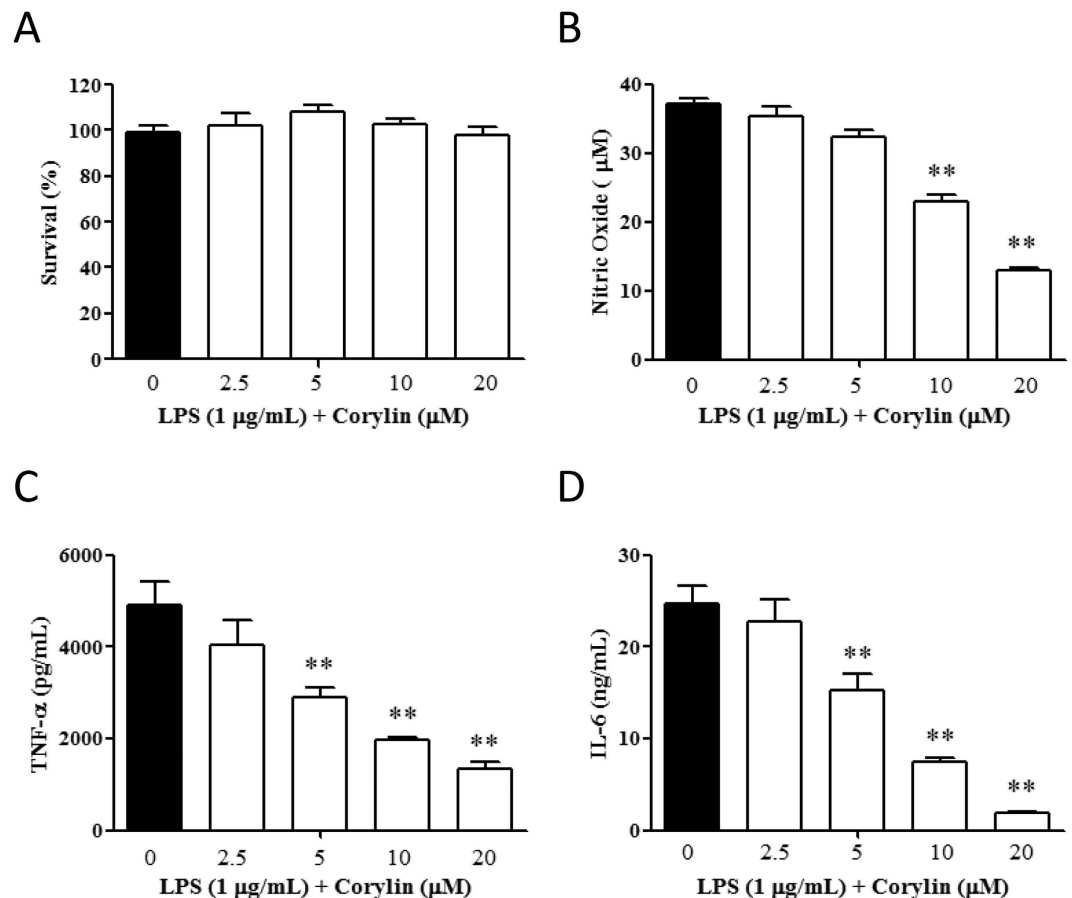 A
B
120
100
80
60
40
20
0
Survival (%)
0 2.5 5 10 20
LPS (1 μg/mL) + Corylin (μM)
40
30
20
10
0
Nitric Oxide ( μM)
**
**
0 2.5 5 10 20
LPS (1 μg/mL) + Corylin (μM)
C
D
6000
4000
2000
0
TNF-α (pg/mL)
**
**
**
0 2.5 5 10 20
LPS (1 μg/mL) + Corylin (μM)
30
20
10
0
IL-6 (ng/mL)
**
**
**
0 2.5 5 10 20
LPS (1 μg/mL) + Corylin (μM)